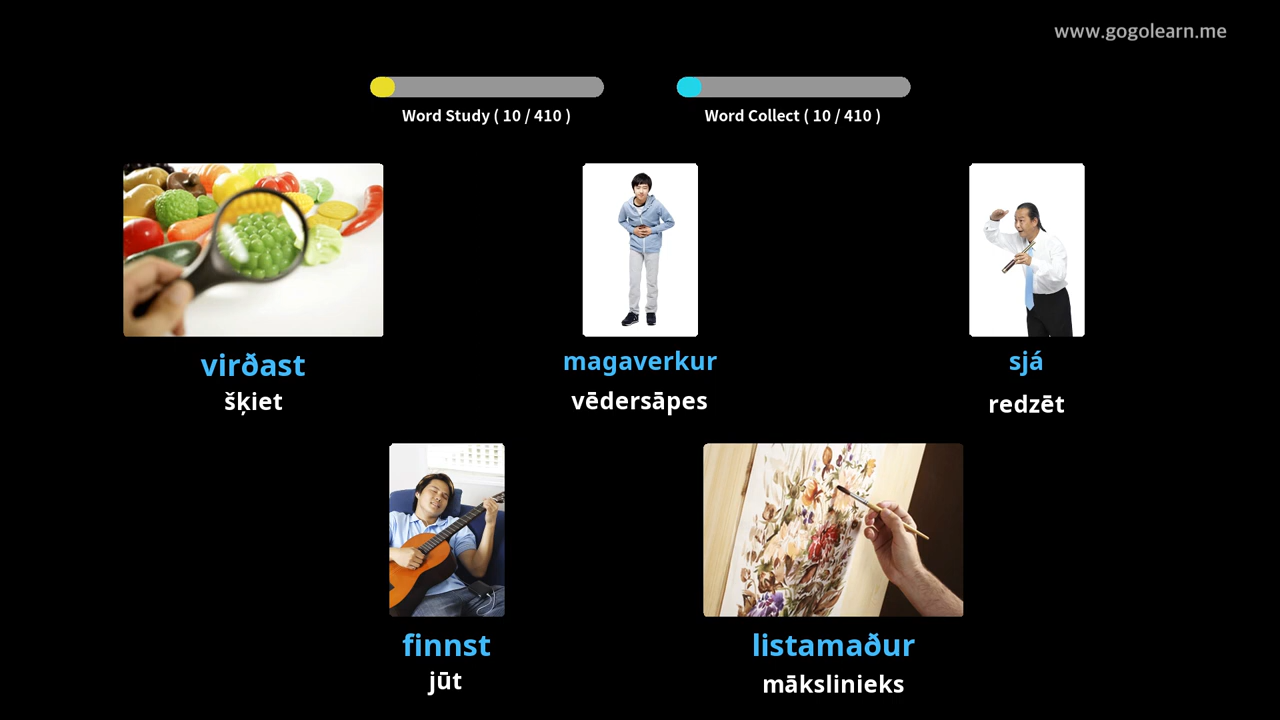 www.gogolearn.me
Word Study ( 10 / 410 )
Word Collect ( 10 / 410 )
virðast
šķiet
magaverkur
vēdersāpes
sjá
redzēt
finnst
jūt
listamaður
mākslinieks